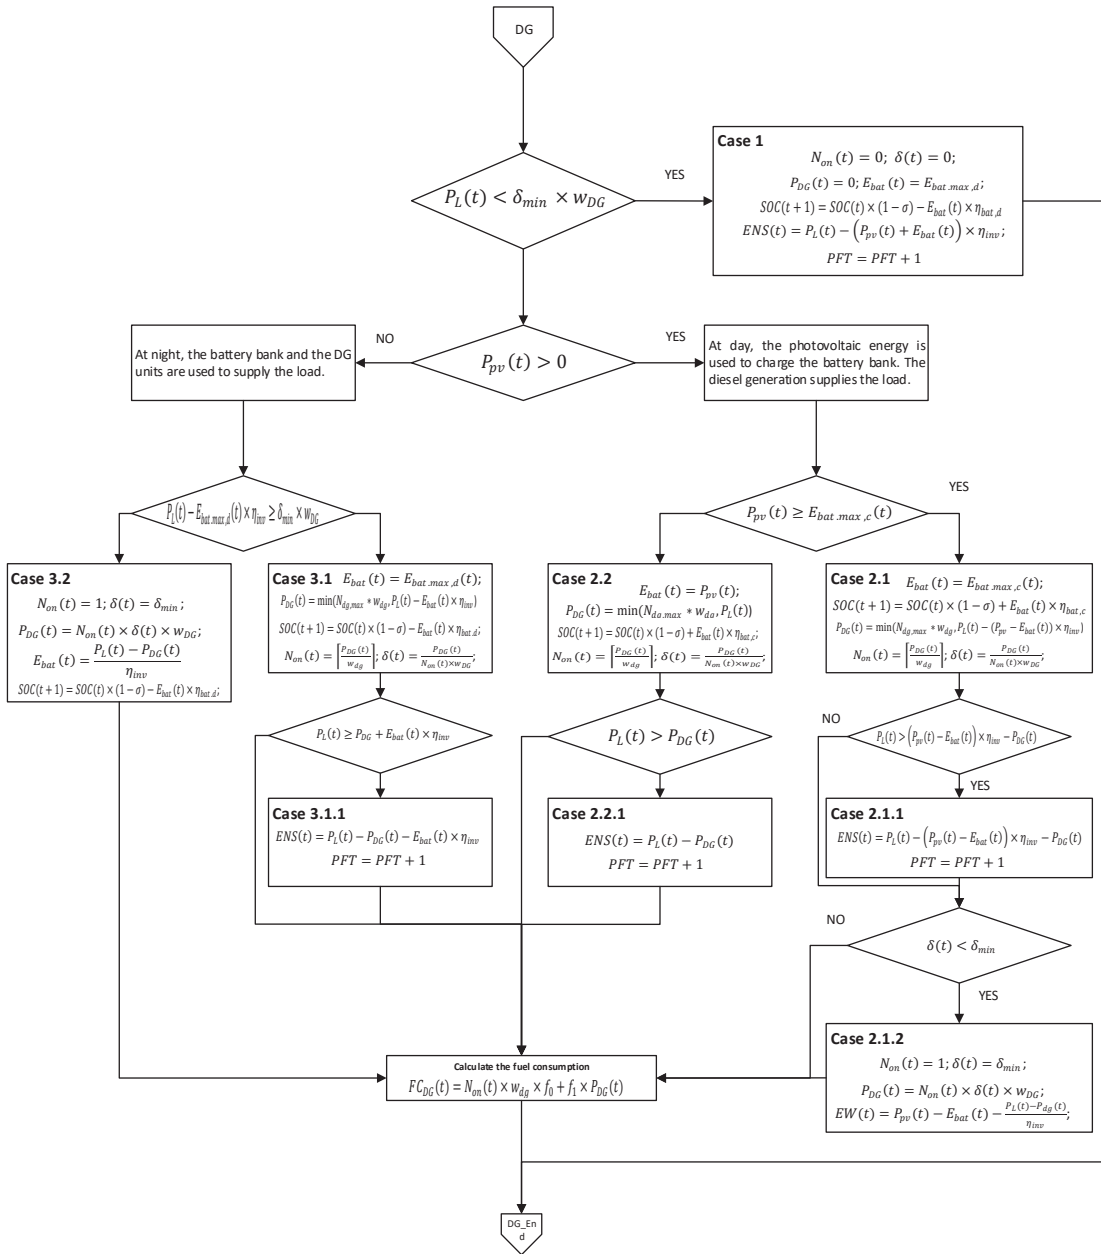 DG
P_L(t) < δ_min × w_DG
YES
Case 1
N_on(t) = 0; δ(t) = 0;
P_DG(t) = 0; E_bat(t) = E_bat.max,d;
SOC(t + 1) = SOC(t) × (1 − σ) − E_bat(t) × η_bat,d
ENS(t) = P_L(t) − (P_pv(t) + E_bat(t)) × η_inv;
PFT = PFT + 1
NO
P_pv(t) > 0
YES
At night, the battery bank and the DG
units are used to supply the load.
At day, the photovoltaic energy is
used to charge the battery bank. The
diesel generation supplies the load.
P_L(t) − E_bat.max,d(t) × η_inv ≥ δ_min × w_DG
P_pv(t) ≥ E_bat.max,c(t)
YES
Case 3.2
N_on(t) = 1; δ(t) = δ_min;
P_DG(t) = N_on(t) × δ(t) × w_DG;
E_bat(t) = (P_L(t) − P_DG(t)) / η_inv
SOC(t + 1) = SOC(t) × (1 − σ) − E_bat(t) × η_bat.d;
Case 3.1 E_bat(t) = E_bat.max,d(t);
P_DG(t) = min(N_dg,max * w_dg, P_L(t) − E_bat(t) × η_inv)
SOC(t + 1) = SOC(t) × (1 − σ) − E_bat(t) × η_bat.d;
N_on(t) = ⌈P_DG(t) / w_dg⌉; δ(t) = P_DG(t) / (N_on(t)×w_DG);
Case 2.2
E_bat(t) = P_pv(t);
P_DG(t) = min(N_da.max * w_da, P_L(t))
SOC(t + 1) = SOC(t) × (1 − σ) + E_bat(t) × η_bat,c;
N_on(t) = ⌈P_DG(t) / w_dg⌉; δ(t) = P_DG(t) / (N_on(t)×w_DG);
Case 2.1
E_bat(t) = E_bat.max,c(t);
SOC(t + 1) = SOC(t) × (1 − σ) + E_bat(t) × η_bat,c
P_DG(t) = min(N_dg,max * w_dg, P_L(t) − (P_pv − E_bat(t)) × η_inv)
N_on(t) = ⌈P_DG(t) / w_dg⌉; δ(t) = P_DG(t) / (N_on(t)×w_DG);
P_L(t) ≥ P_DG + E_bat(t) × η_inv
P_L(t) > P_DG(t)
NO
P_L(t) > (P_pv(t) − E_bat(t)) × η_inv − P_DG(t)
YES
Case 3.1.1
ENS(t) = P_L(t) − P_DG(t) − E_bat(t) × η_inv
PFT = PFT + 1
Case 2.2.1
ENS(t) = P_L(t) − P_DG(t)
PFT = PFT + 1
Case 2.1.1
ENS(t) = P_L(t) − (P_pv(t) − E_bat(t)) × η_inv − P_DG(t)
PFT = PFT + 1
NO
δ(t) < δ_min
YES
Case 2.1.2
N_on(t) = 1; δ(t) = δ_min;
P_DG(t) = N_on(t) × δ(t) × w_DG;
EW(t) = P_pv(t) − E_bat(t) − (P_L(t)−P_dg(t)) / η_inv;
Calculate the fuel consumption
FC_DG(t) = N_on(t) × w_dg × f_0 + f_1 × P_DG(t)
DG_En
d